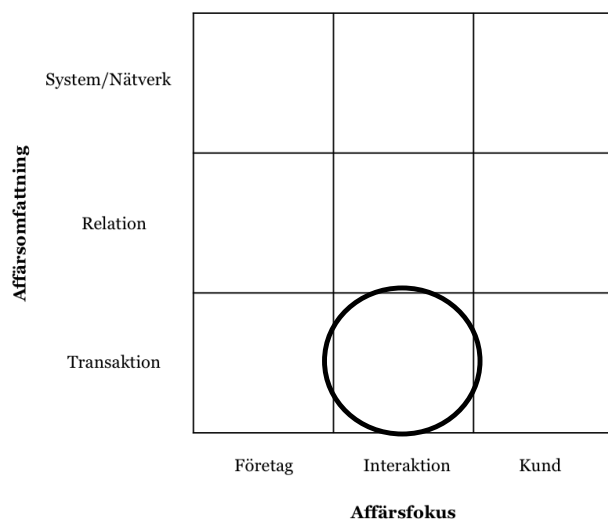 System/Nätverk
Affärsomfattning
Relation
Transaktion
Företag Interaktion Kund
Affärsfokus